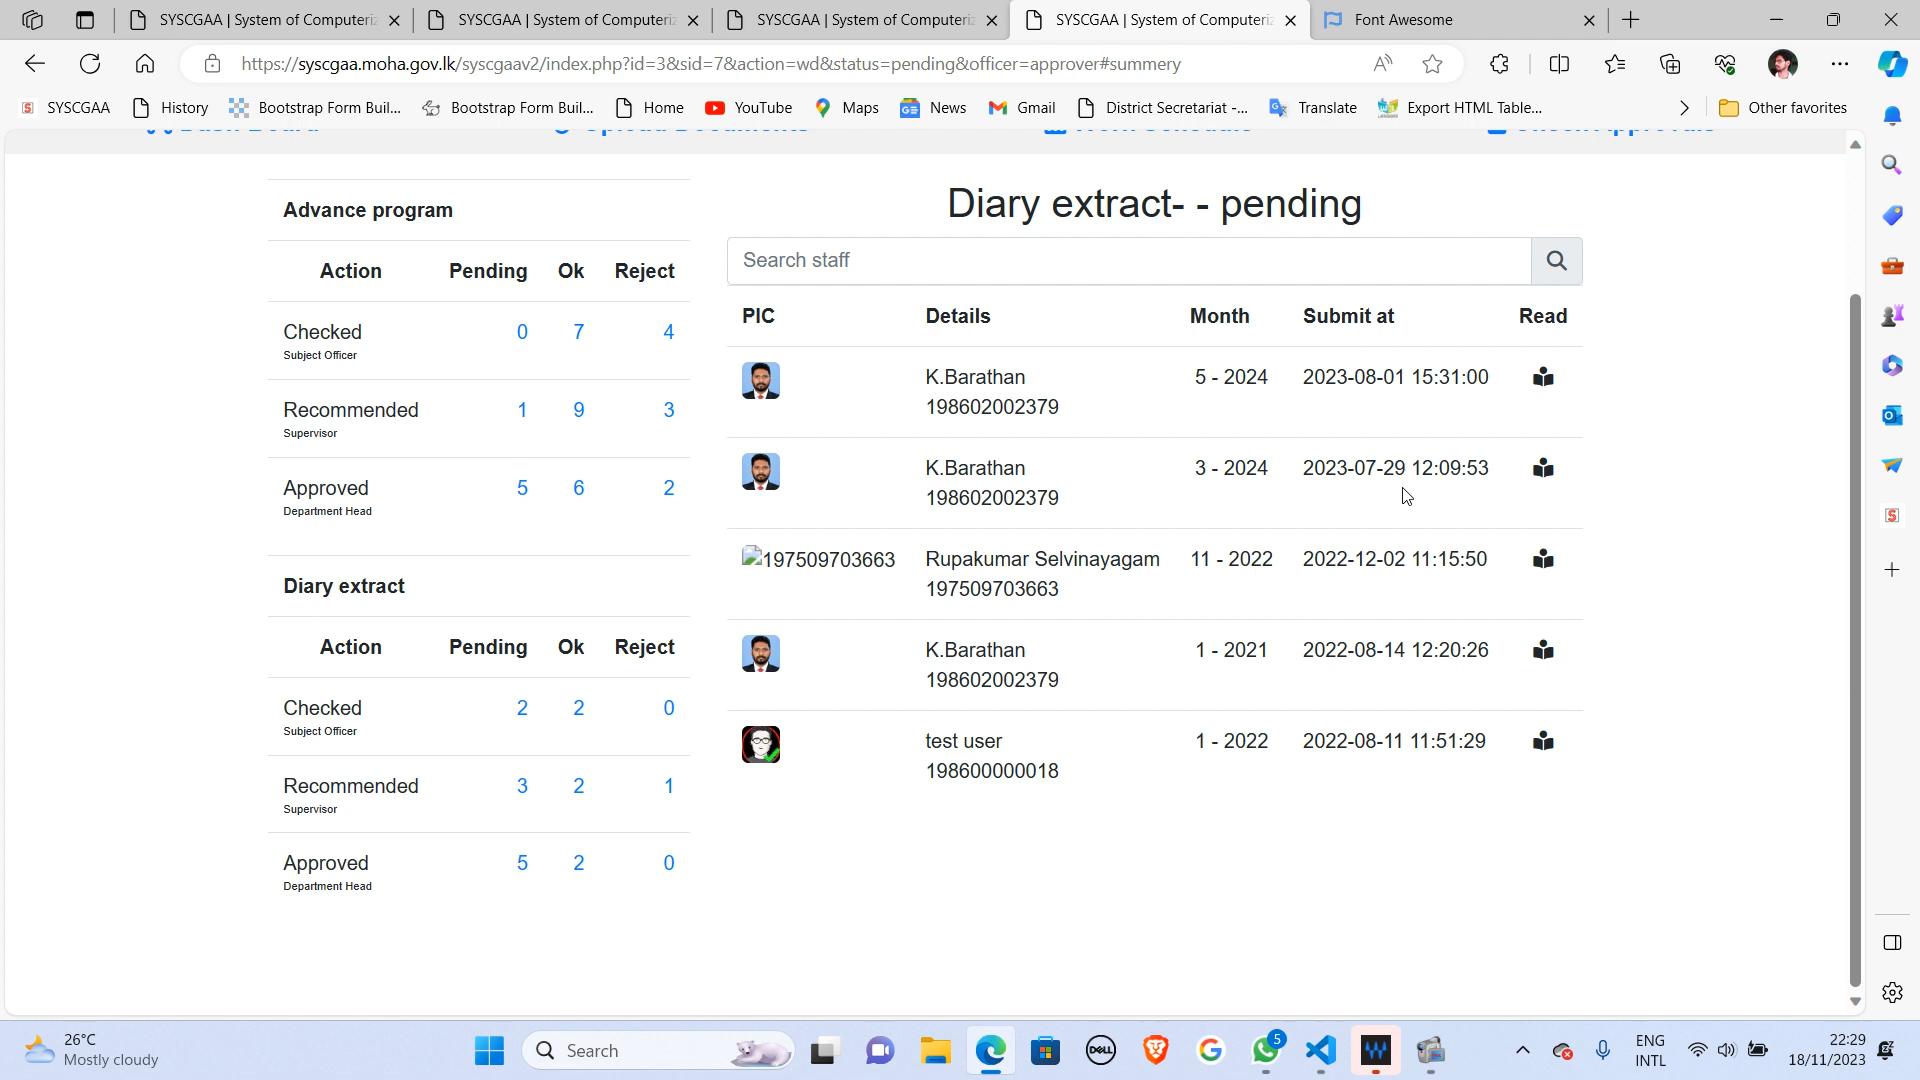 SYSCGAA | System of Computeriz
SYSCGAA | System of Computeriz
SYSCGAA | System of Computeriz
SYSCGAA | System of Computeriz
Font Awesome
https://syscgaa.moha.gov.lk/syscgaav2/index.php?id=3&sid=7&action=wd&status=pending&officer=approver#summery
SYSCGAA
History
Bootstrap Form Buil...
Bootstrap Form Buil...
Home
YouTube
Maps
News
Gmail
District Secretariat -...
Translate
Export HTML Table...
Other favorites
Advance program
Action Pending Ok Reject
Checked 0 7 4
Subject Officer
Recommended 1 9 3
Supervisor
Approved 5 6 2
Department Head
Diary extract
Action Pending Ok Reject
Checked 2 2 0
Subject Officer
Recommended 3 2 1
Supervisor
Approved 5 2 0
Department Head
Diary extract- - pending
Search staff
PIC Details Month Submit at Read
K.Barathan 5 - 2024 2023-08-01 15:31:00
198602002379
K.Barathan 3 - 2024 2023-07-29 12:09:53
198602002379
197509703663 Rupakumar Selvinayagam 11 - 2022 2022-12-02 11:15:50
197509703663
K.Barathan 1 - 2021 2022-08-14 12:20:26
198602002379
test user 1 - 2022 2022-08-11 11:51:29
198600000018
26°C
Mostly cloudy
Search
DELL
5
ENG
INTL
22:29
18/11/2023